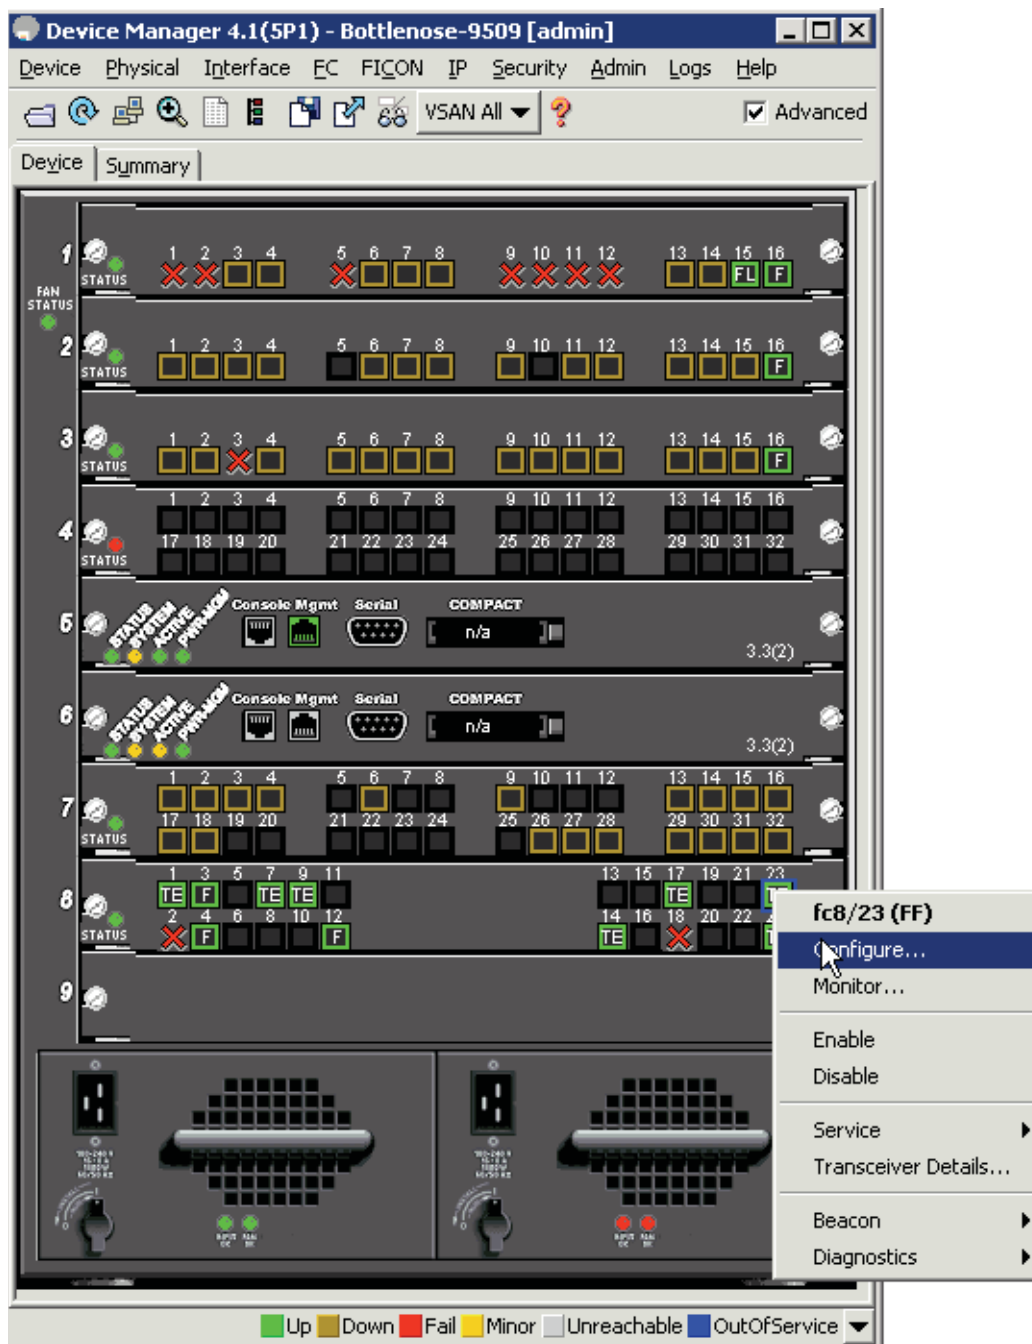 Device Manager 4.1(5P1) - Bottlenose-9509 [admin]
Device Physical Interface FC FICON IP Security Admin Logs Help
VSAN All Advanced
Device Summary
FAN STATUS
1 STATUS
1 2 3 4 5 6 7 8 9 10 11 12 13 14 15 16
FL F
2 STATUS
1 2 3 4 5 6 7 8 9 10 11 12 13 14 15 16
F
3 STATUS
1 2 3 4 5 6 7 8 9 10 11 12 13 14 15 16
F
4 STATUS
1 2 3 4 5 6 7 8 9 10 11 12 13 14 15 16
17 18 19 20 21 22 23 24 25 26 27 28 29 30 31 32
5 STATUS SYSTEM ACTIVE PWR-MGM Console Mgmt Serial COMPACT
n/a
3.3(2)
6 STATUS SYSTEM ACTIVE PWR-MGM Console Mgmt Serial COMPACT
n/a
3.3(2)
7 STATUS
1 2 3 4 5 6 7 8 9 10 11 12 13 14 15 16
17 18 19 20 21 22 23 24 25 26 27 28 29 30 31 32
8 STATUS
1 3 5 7 9 11 13 15 17 19 21 23
TE F TE TE TE
2 4 6 8 10 12 14 16 18 20 22
F F TE
9
fc8/23 (FF)
Configure...
Monitor...
Enable
Disable
Service
Transceiver Details...
Beacon
Diagnostics
Up Down Fail Minor Unreachable OutOfService